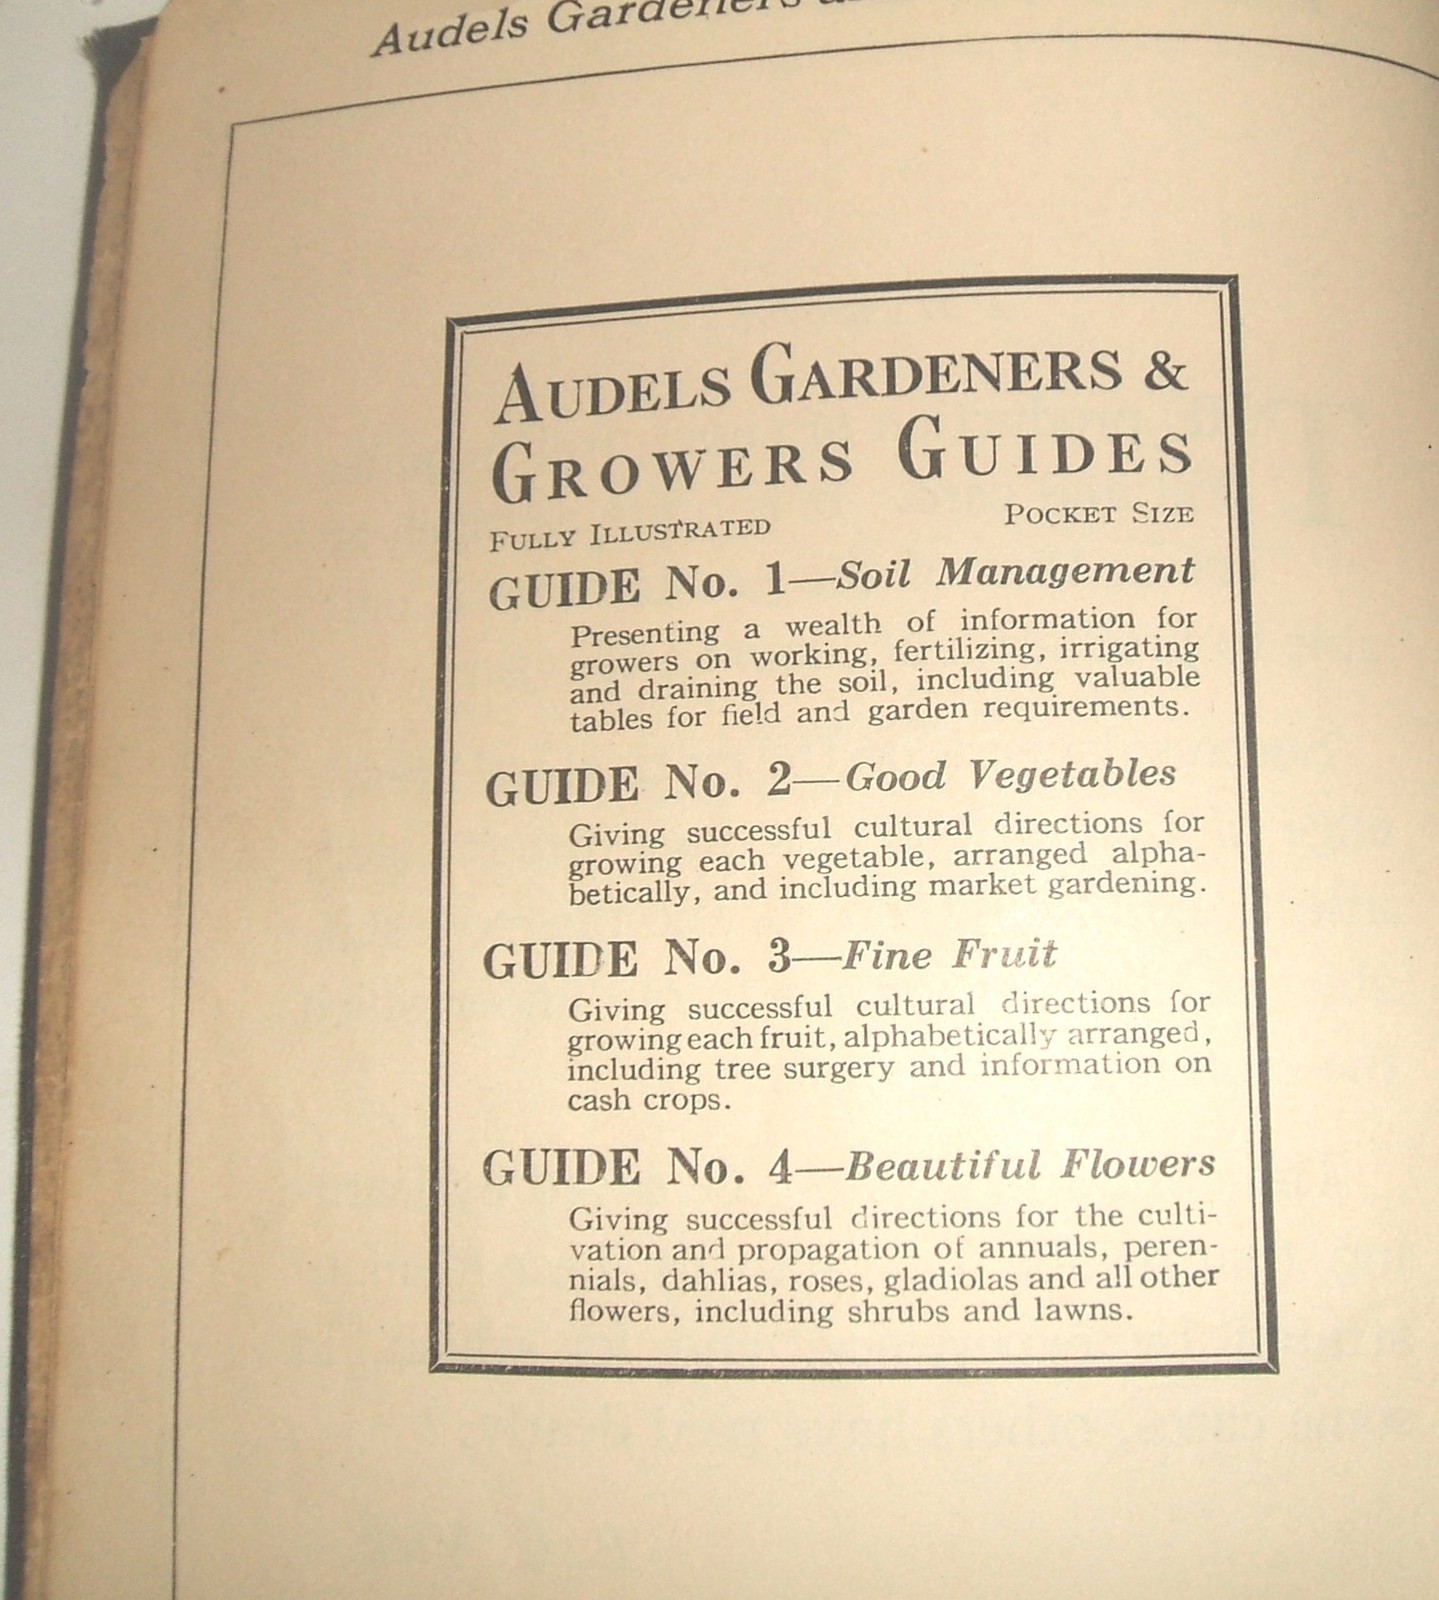 Audels Gardeners
AUDELS GARDENERS &
GROWERS GUIDES
FULLY ILLUSTRATED POCKET SIZE
GUIDE No. 1—Soil Management
Presenting a wealth of information for
growers on working, fertilizing, irrigating
and draining the soil, including valuable
tables for field and garden requirements.
GUIDE No. 2—Good Vegetables
Giving successful cultural directions for
growing each vegetable, arranged alpha-
betically, and including market gardening.
GUIDE No. 3—Fine Fruit
Giving successful cultural directions for
growing each fruit, alphabetically arranged,
including tree surgery and information on
cash crops.
GUIDE No. 4—Beautiful Flowers
Giving successful directions for the culti-
vation and propagation of annuals, peren-
nials, dahlias, roses, gladiolas and all other
flowers, including shrubs and lawns.